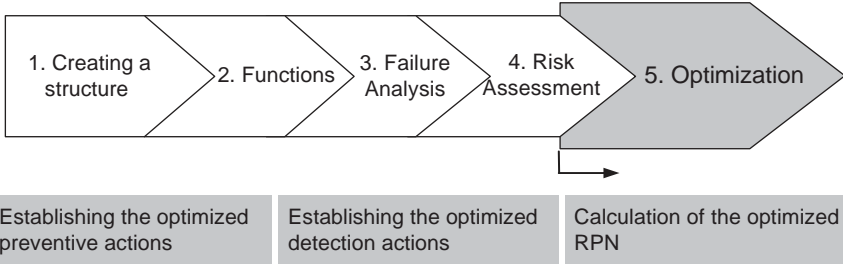 1. Creating a
structure
2. Functions
3. Failure
Analysis
4. Risk
Assessment
5. Optimization
Establishing the optimized
preventive actions
Establishing the optimized
detection actions
Calculation of the optimized
RPN